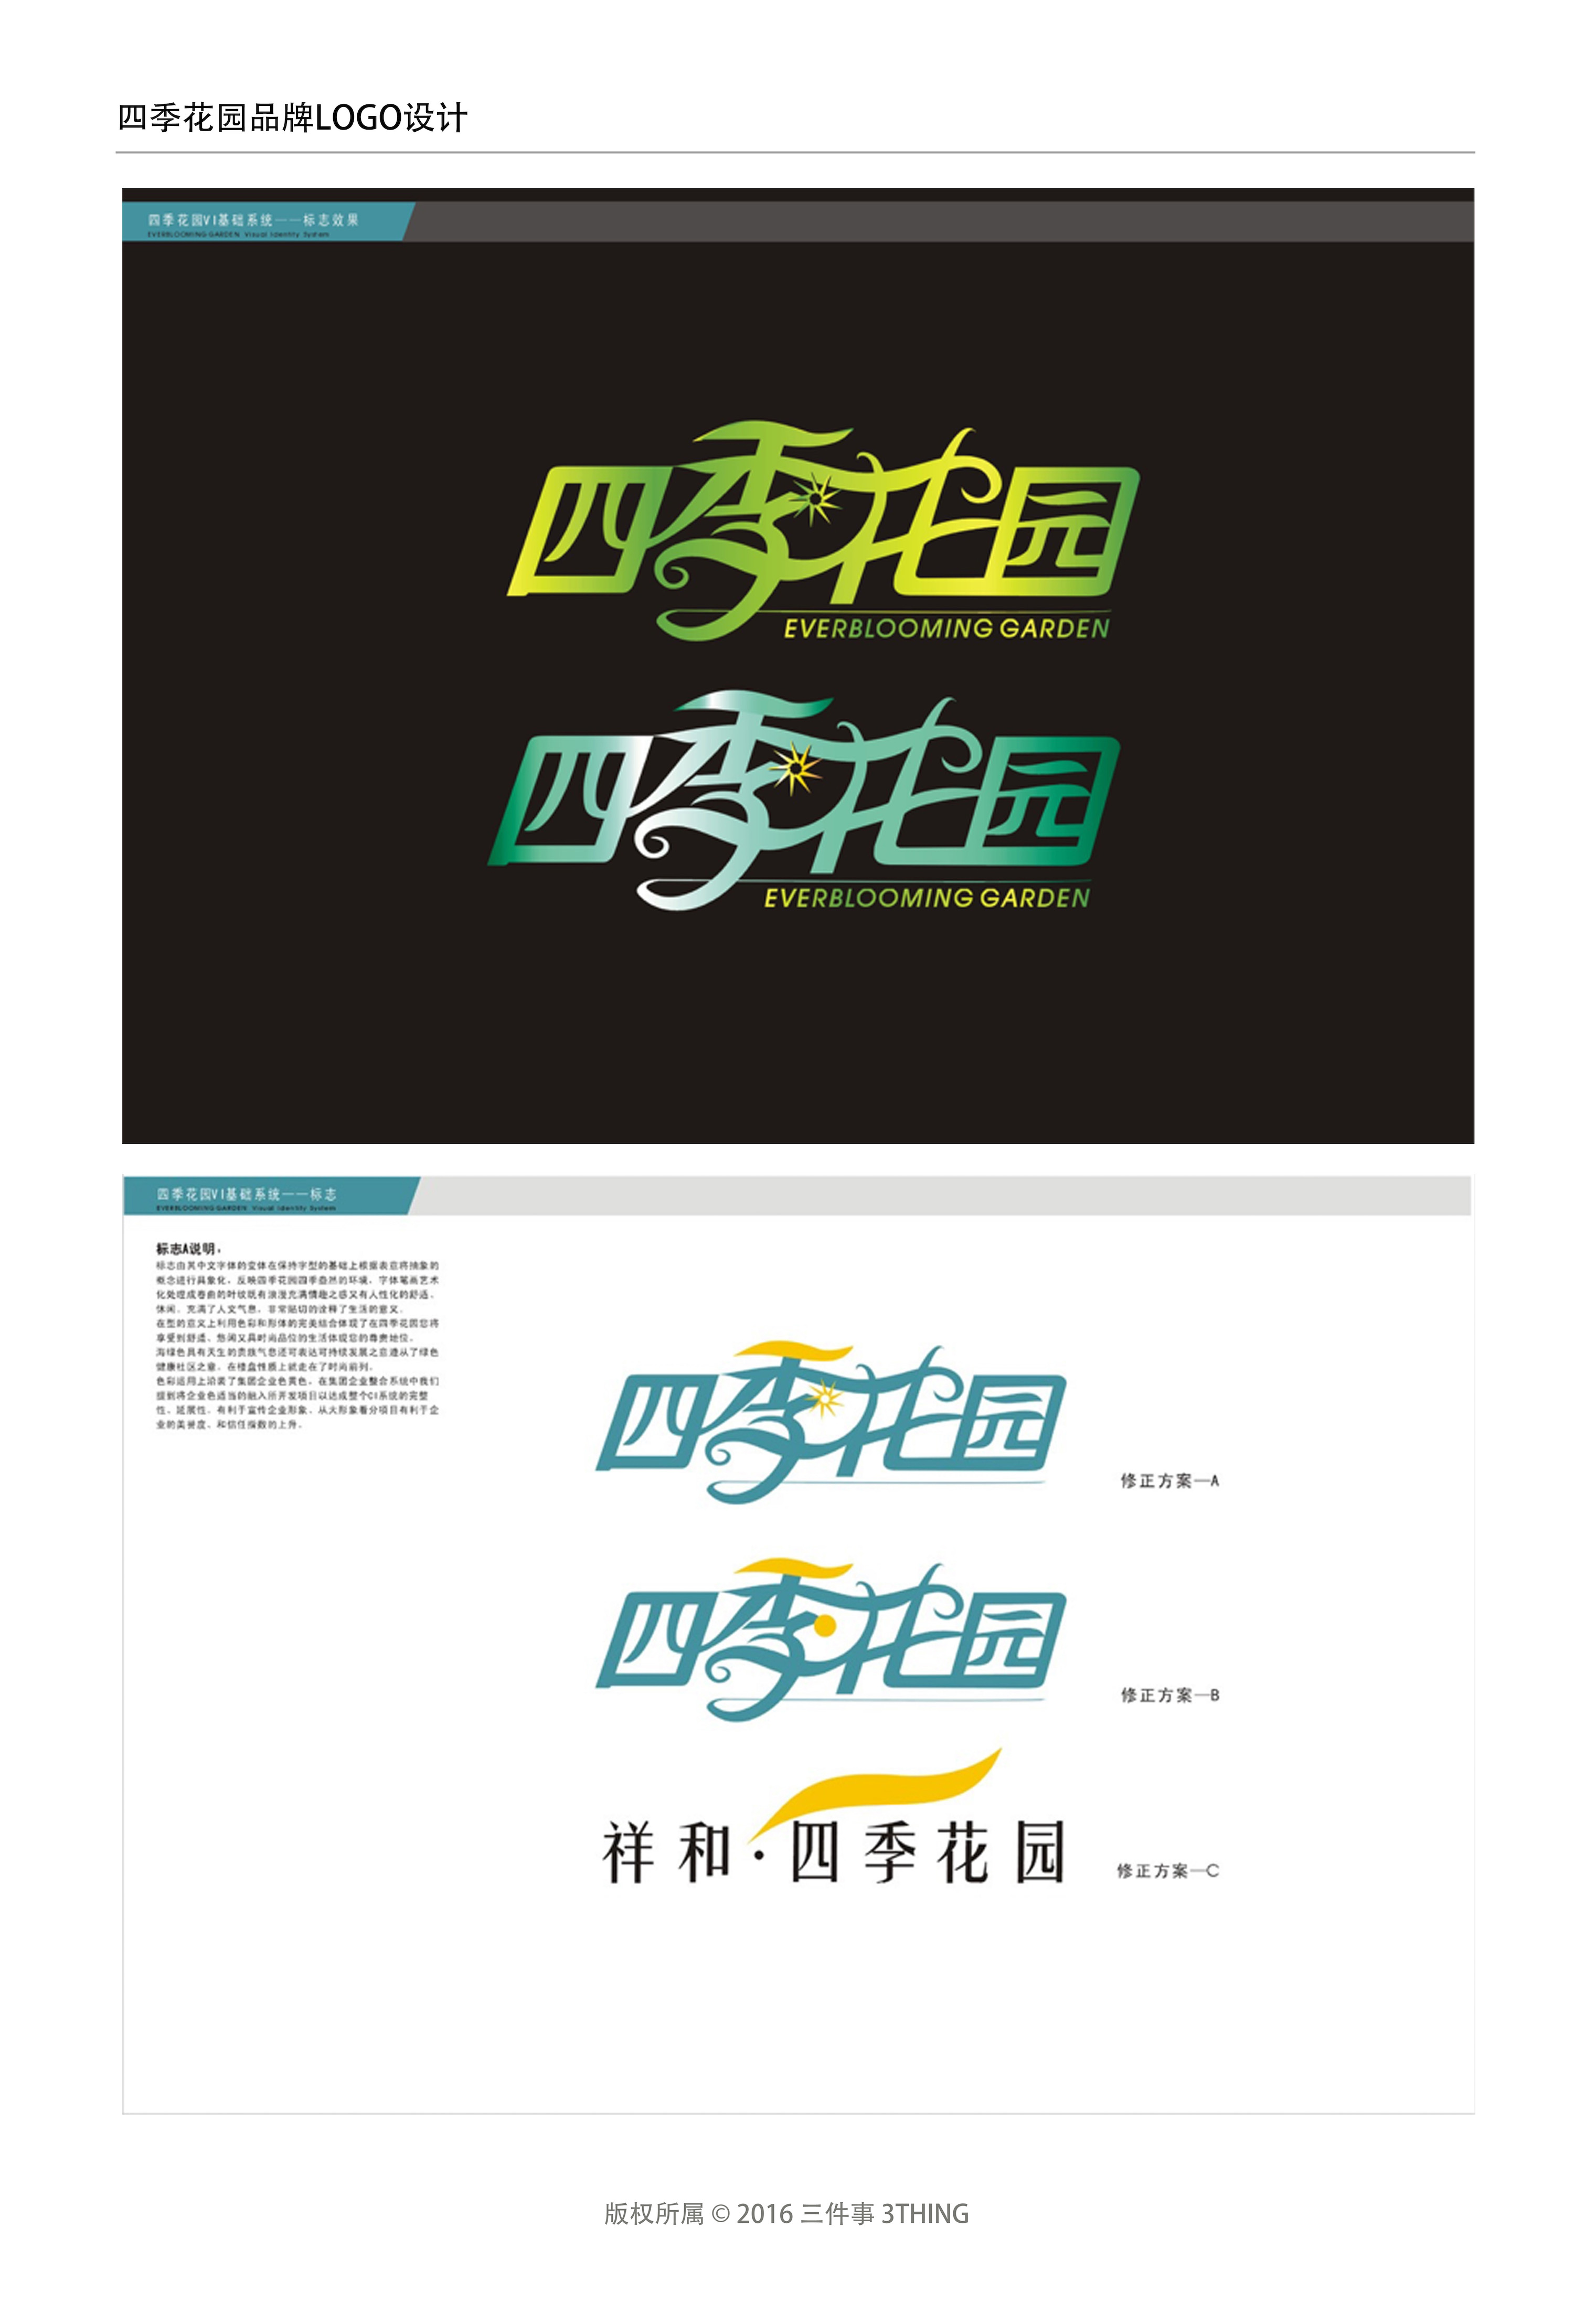 四季花园品牌LOGO设计
四季花园VI基础系统——标志效果
EVERBLOOMING GARDEN Visual Identity System
四季花园
EVERBLOOMING GARDEN
四季花园
EVERBLOOMING GARDEN
四季花园VI基础系统——标志
EVERBLOOMING GARDEN Visual Identity System
标志A说明：
标志由其中文字体的变体在保持字型的基础上根据表意将抽象的
概念进行具象化，反映四季花园四季盎然的环境，字体笔画艺术
化处理成卷曲的叶纹既有浪漫充满情趣之感又有人性化的舒适、
休闲，充满了人文气息，非常贴切的诠释了生活的意义。
在型的意义上利用色彩和形体的完美结合体现了在四季花园您将
享受到舒适、悠闲又具时尚品位的生活体现您的尊贵地位。
海绿色具有天生的贵族气息还可表达可持续发展之意遵从了绿色
健康社区之意，在楼盘性质上就走在了时尚前列。
色彩运用上沿袭了集团企业色黄色，在集团企业整合系统中我们
提到将企业色适当的融入所开发项目以达成整个CI系统的完整
性、延展性，有利于宣传企业形象，从大形象看分项目有利于企
业的美誉度、和信任指数的上升。
四季花园
修正方案—A
四季花园
修正方案—B
祥和·四季花园
修正方案—C
版权所属 © 2016 三件事 3THING